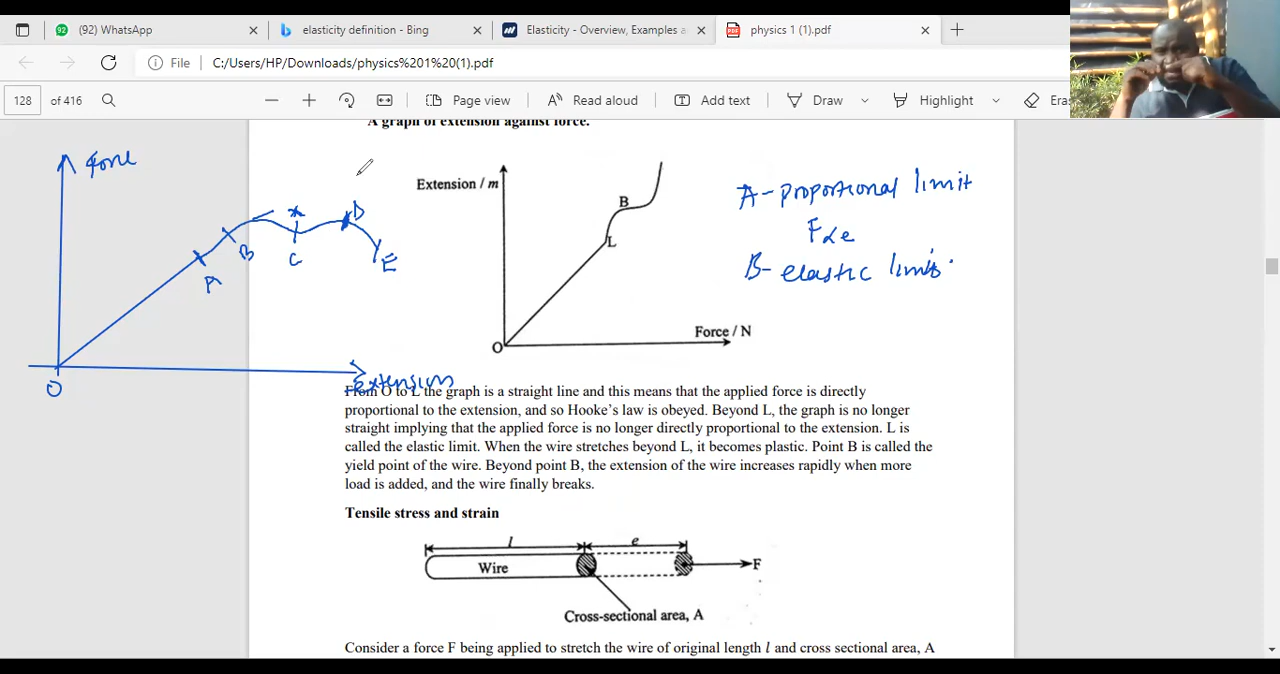 (92) WhatsApp
elasticity definition - Bing
Elasticity - Overview, Examples a
physics 1 (1).pdf
File
C:/Users/HP/Downloads/physics%201%20(1).pdf
128 of 416
Page view
Read aloud
Add text
Draw
Highlight
Eras
A graph of extension against force.
Force
Extension / m
B
L
O
Force / N
A B C D E
O
extension
A - proportional limit
F∝e
B - elastic limit
From O to L the graph is a straight line and this means that the applied force is directly
proportional to the extension, and so Hooke's law is obeyed. Beyond L, the graph is no longer
straight implying that the applied force is no longer directly proportional to the extension. L is
called the elastic limit. When the wire stretches beyond L, it becomes plastic. Point B is called the
yield point of the wire. Beyond point B, the extension of the wire increases rapidly when more
load is added, and the wire finally breaks.
Tensile stress and strain
l
e
Wire
F
Cross-sectional area, A
Consider a force F being applied to stretch the wire of original length l and cross sectional area, A